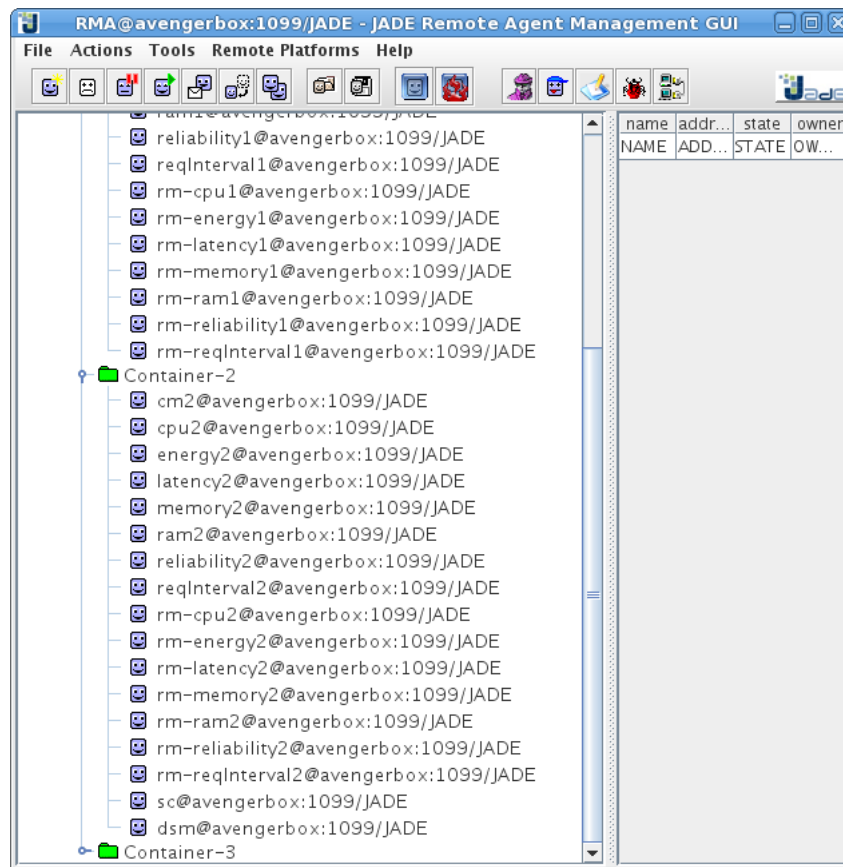 RMA@avengerbox:1099/JADE - JADE Remote Agent Management GUI
File Actions Tools Remote Platforms Help
Jade
name addr... state owner
NAME ADD... STATE OW...
ram1@avengerbox:1099/JADE
reliability1@avengerbox:1099/JADE
reqInterval1@avengerbox:1099/JADE
rm-cpu1@avengerbox:1099/JADE
rm-energy1@avengerbox:1099/JADE
rm-latency1@avengerbox:1099/JADE
rm-memory1@avengerbox:1099/JADE
rm-ram1@avengerbox:1099/JADE
rm-reliability1@avengerbox:1099/JADE
rm-reqInterval1@avengerbox:1099/JADE
Container-2
cm2@avengerbox:1099/JADE
cpu2@avengerbox:1099/JADE
energy2@avengerbox:1099/JADE
latency2@avengerbox:1099/JADE
memory2@avengerbox:1099/JADE
ram2@avengerbox:1099/JADE
reliability2@avengerbox:1099/JADE
reqInterval2@avengerbox:1099/JADE
rm-cpu2@avengerbox:1099/JADE
rm-energy2@avengerbox:1099/JADE
rm-latency2@avengerbox:1099/JADE
rm-memory2@avengerbox:1099/JADE
rm-ram2@avengerbox:1099/JADE
rm-reliability2@avengerbox:1099/JADE
rm-reqInterval2@avengerbox:1099/JADE
sc@avengerbox:1099/JADE
dsm@avengerbox:1099/JADE
Container-3